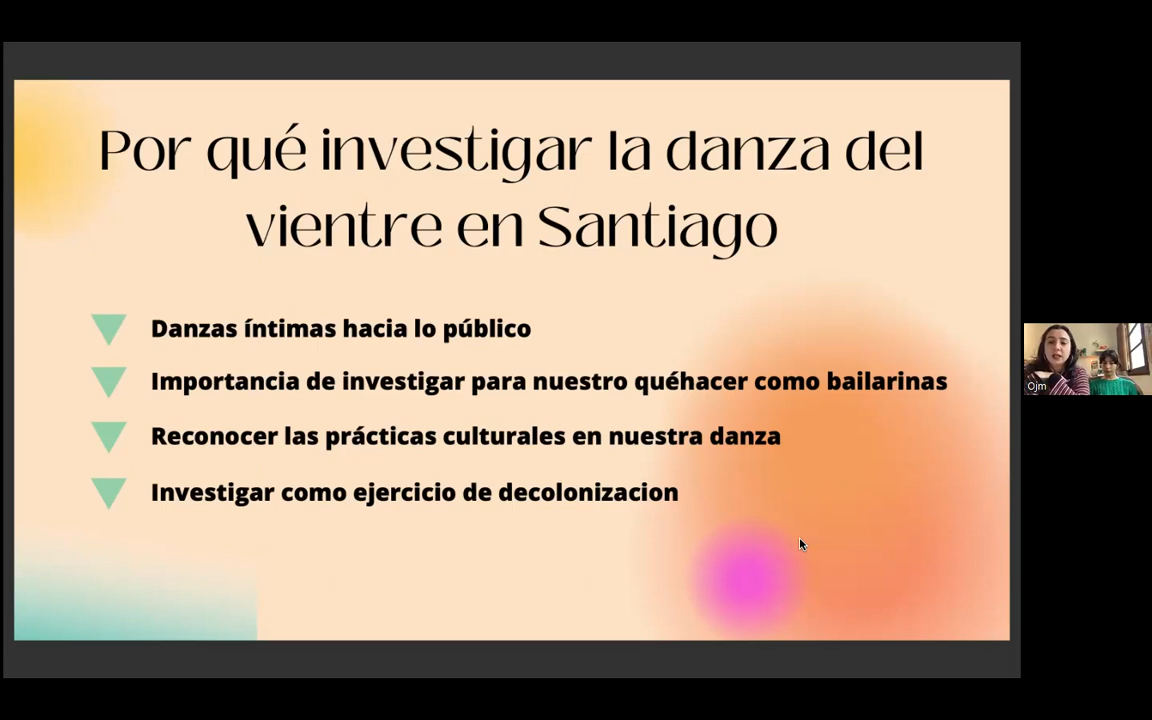 Por qué investigar la danza del
vientre en Santiago
Danzas íntimas hacia lo público
Importancia de investigar para nuestro quéhacer como bailarinas
Reconocer las prácticas culturales en nuestra danza
Investigar como ejercicio de decolonizacion
Ojm